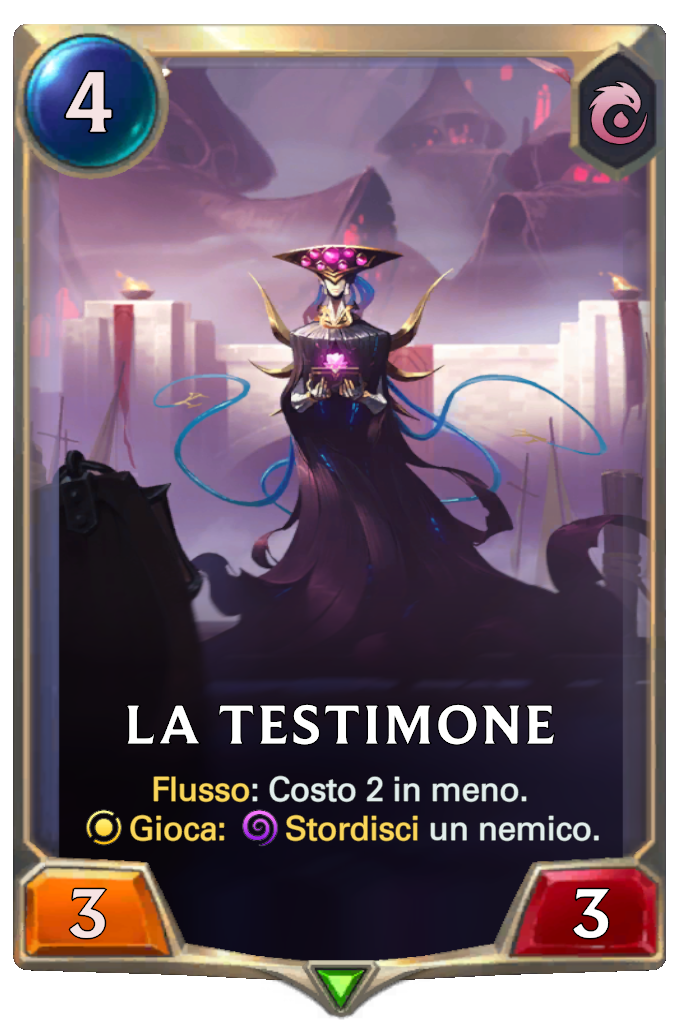 4
LA TESTIMONE
Flusso: Costo 2 in meno.
Gioca: Stordisci un nemico.
3
3